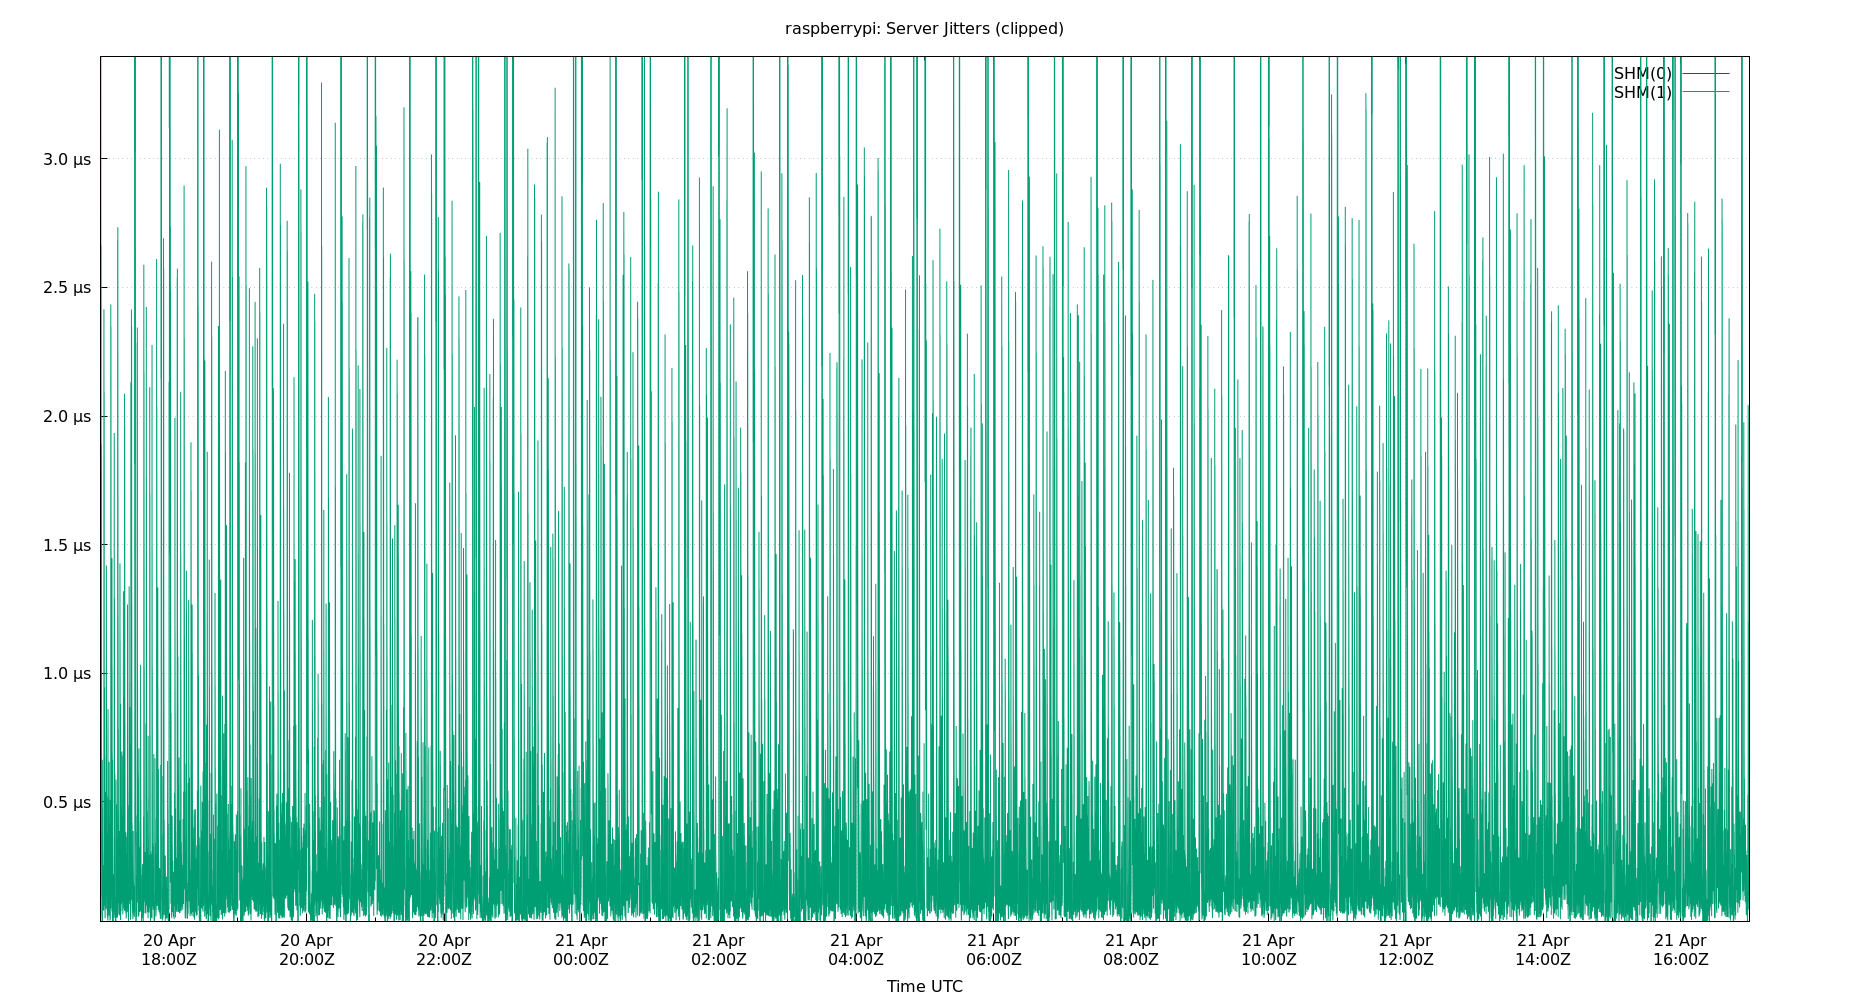 raspberrypi: Server Jitters (clipped)
SHM(0)
SHM(1)
3.0 µs
2.5 µs
2.0 µs
1.5 µs
1.0 µs
0.5 µs
20 Apr 20 Apr 20 Apr 21 Apr 21 Apr 21 Apr 21 Apr 21 Apr 21 Apr 21 Apr 21 Apr 21 Apr
18:00Z 20:00Z 22:00Z 00:00Z 02:00Z 04:00Z 06:00Z 08:00Z 10:00Z 12:00Z 14:00Z 16:00Z
Time UTC